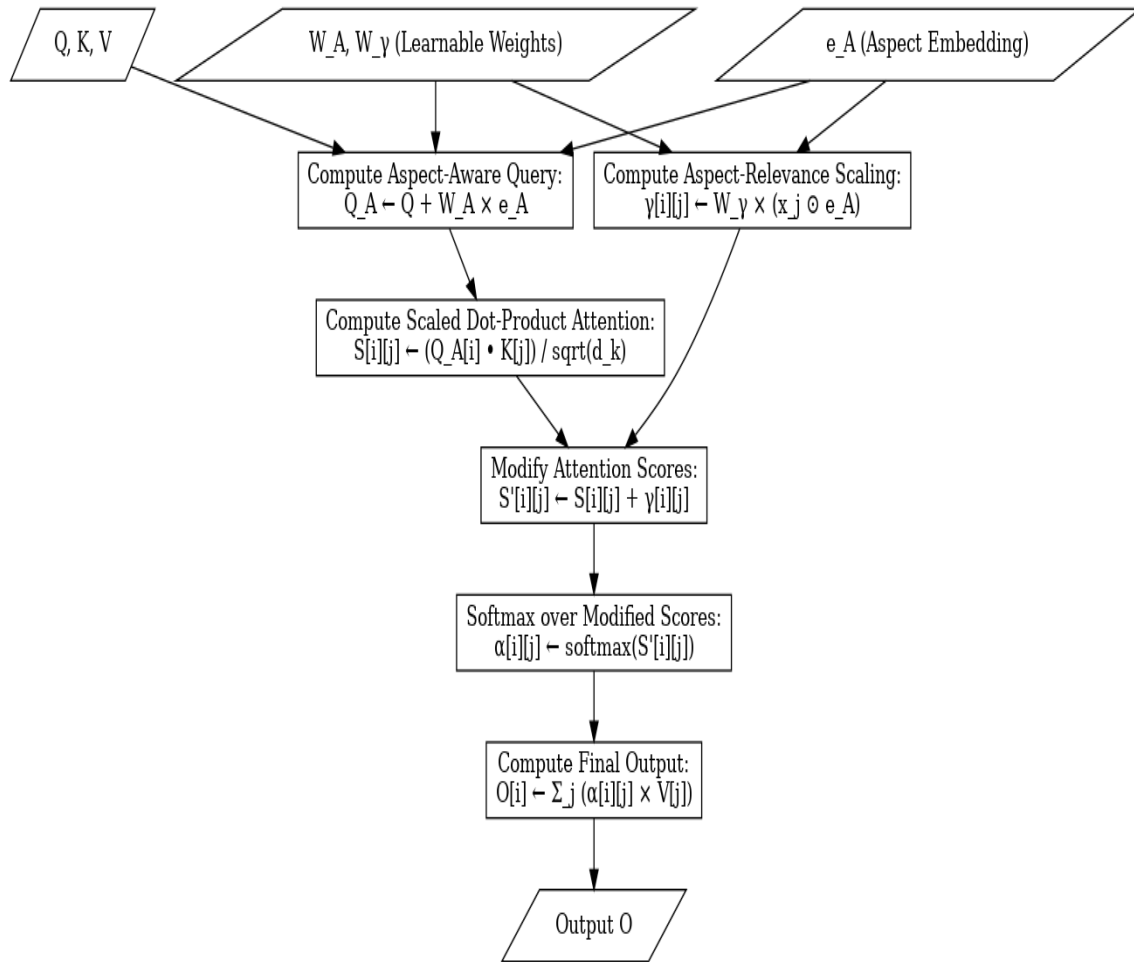 Q, K, V
W_A, W_γ (Learnable Weights)
e_A (Aspect Embedding)
Compute Aspect-Aware Query:
Q_A ← Q + W_A × e_A
Compute Aspect-Relevance Scaling:
γ[i][j] ← W_γ × (x_j ⊙ e_A)
Compute Scaled Dot-Product Attention:
S[i][j] ← (Q_A[i] • K[j]) / sqrt(d_k)
Modify Attention Scores:
S'[i][j] ← S[i][j] + γ[i][j]
Softmax over Modified Scores:
α[i][j] ← softmax(S'[i][j])
Compute Final Output:
O[i] ← Σ_j (α[i][j] × V[j])
Output O